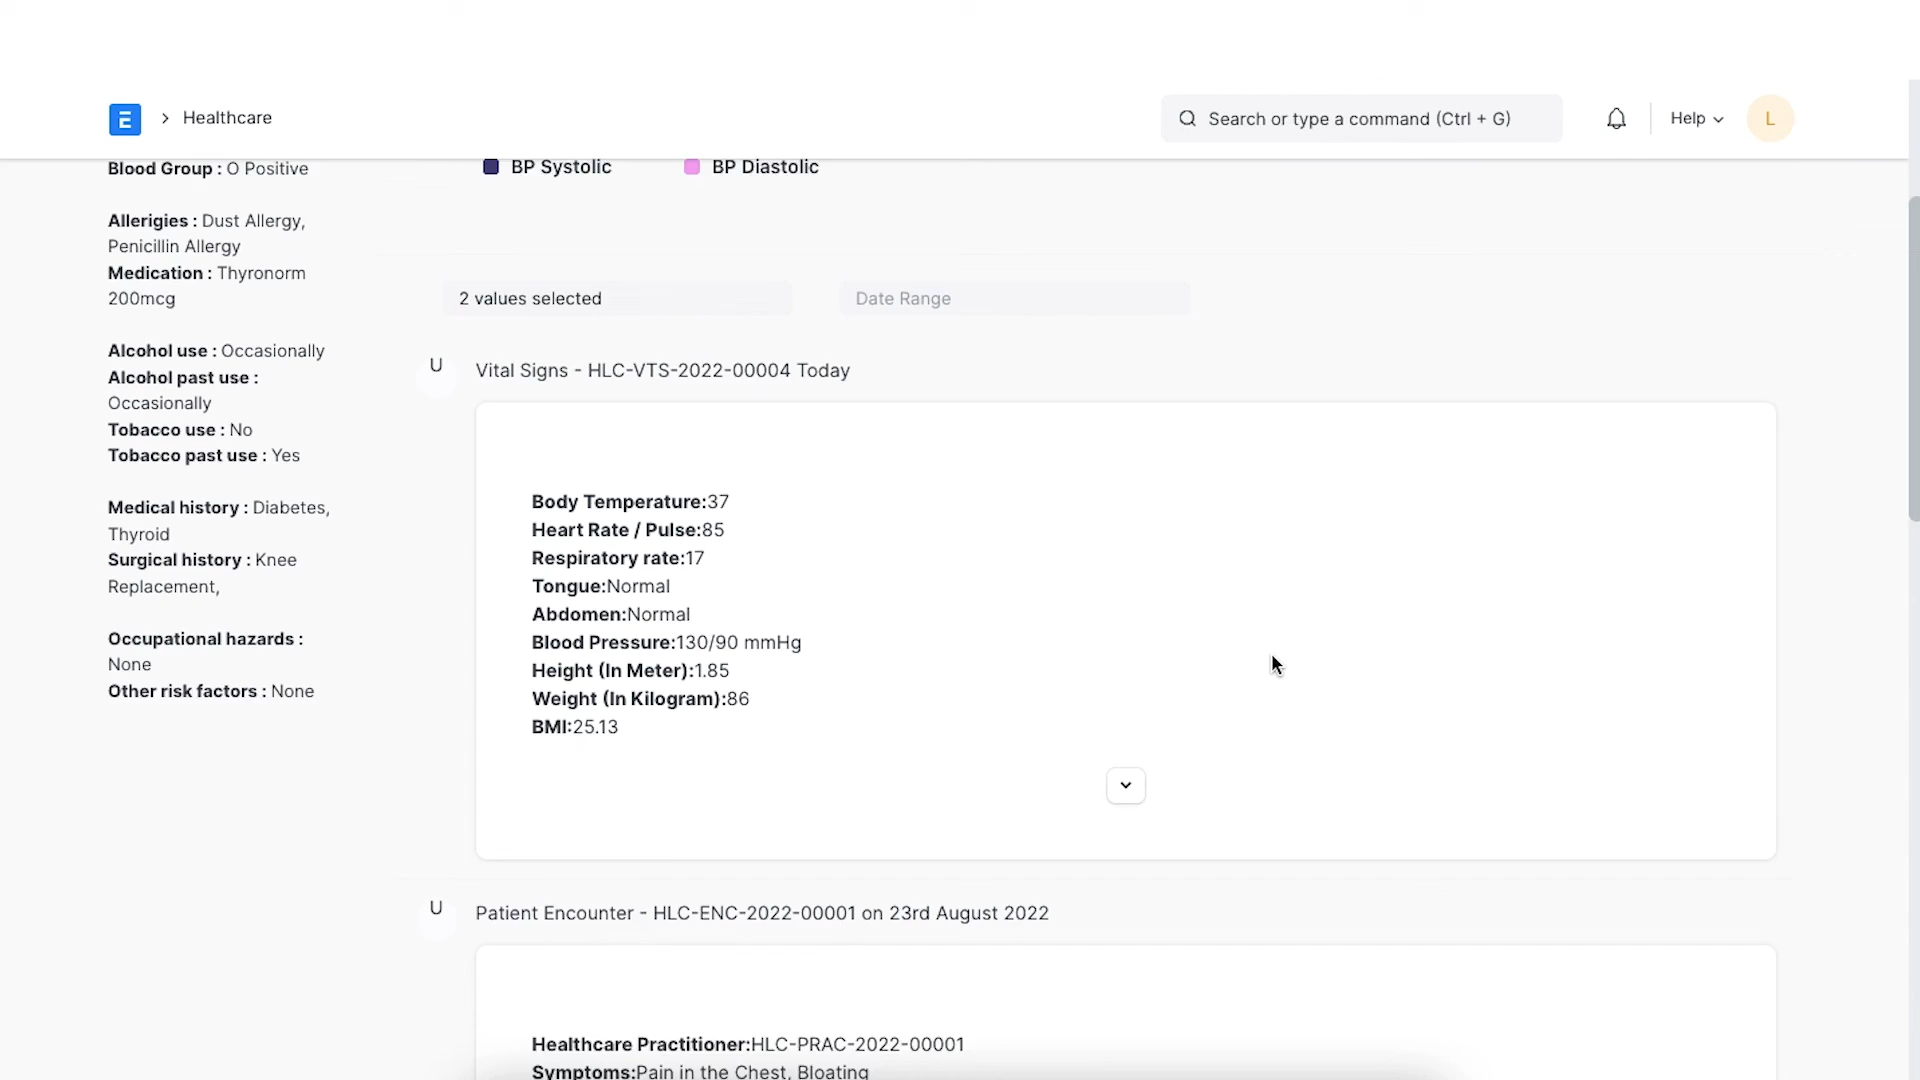 E > Healthcare
Search or type a command (Ctrl + G)
Help
L
Blood Group : O Positive
Allerigies : Dust Allergy,
Penicillin Allergy
Medication : Thyronorm
200mcg
Alcohol use : Occasionally
Alcohol past use :
Occasionally
Tobacco use : No
Tobacco past use : Yes
Medical history : Diabetes,
Thyroid
Surgical history : Knee
Replacement,
Occupational hazards :
None
Other risk factors : None
BP Systolic
BP Diastolic
2 values selected
Date Range
U
Vital Signs - HLC-VTS-2022-00004 Today
Body Temperature:37
Heart Rate / Pulse:85
Respiratory rate:17
Tongue:Normal
Abdomen:Normal
Blood Pressure:130/90 mmHg
Height (In Meter):1.85
Weight (In Kilogram):86
BMI:25.13
U
Patient Encounter - HLC-ENC-2022-00001 on 23rd August 2022
Healthcare Practitioner:HLC-PRAC-2022-00001
Symptoms:Pain in the Chest, Bloating